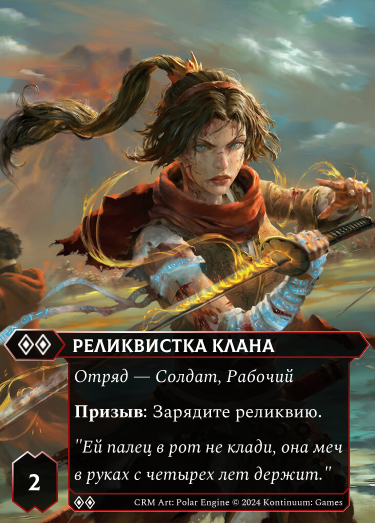 РЕЛИКВИСТКА КЛАНА
Отряд — Солдат, Рабочий
Призыв: Зарядите реликвию.
"Ей палец в рот не клади, она меч
в руках с четырех лет держит."
2
CRM Art: Polar Engine © 2024 Kontinuum: Games